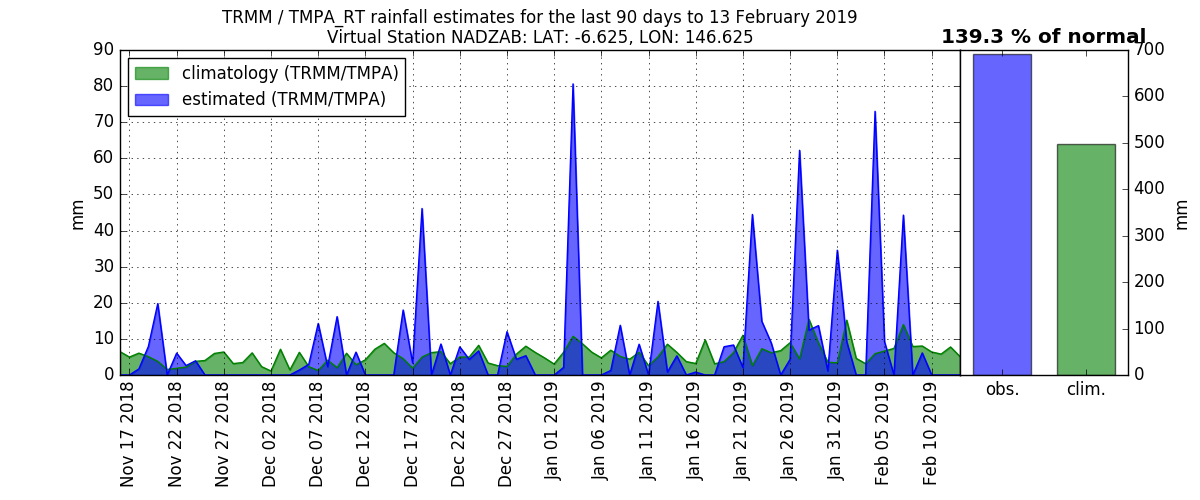 TRMM / TMPA_RT rainfall estimates for the last 90 days to 13 February 2019
Virtual Station NADZAB: LAT: -6.625, LON: 146.625
139.3 % of normal
climatology (TRMM/TMPA)
estimated (TRMM/TMPA)
90
80
70
60
50
40
30
20
10
0
mm
Nov 17 2018
Nov 22 2018
Nov 27 2018
Dec 02 2018
Dec 07 2018
Dec 12 2018
Dec 17 2018
Dec 22 2018
Dec 27 2018
Jan 01 2019
Jan 06 2019
Jan 11 2019
Jan 16 2019
Jan 21 2019
Jan 26 2019
Jan 31 2019
Feb 05 2019
Feb 10 2019
obs.
clim.
700
600
500
400
300
200
100
0
mm